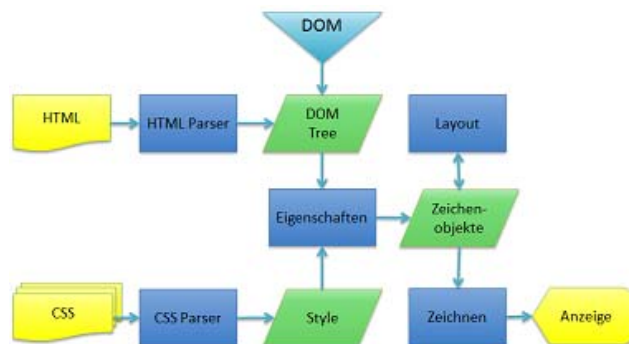 DOM
HTML
HTML Parser
DOM
Tree
Layout
Eigenschaften
Zeichen-
objekte
CSS
CSS Parser
Style
Zeichnen
Anzeige